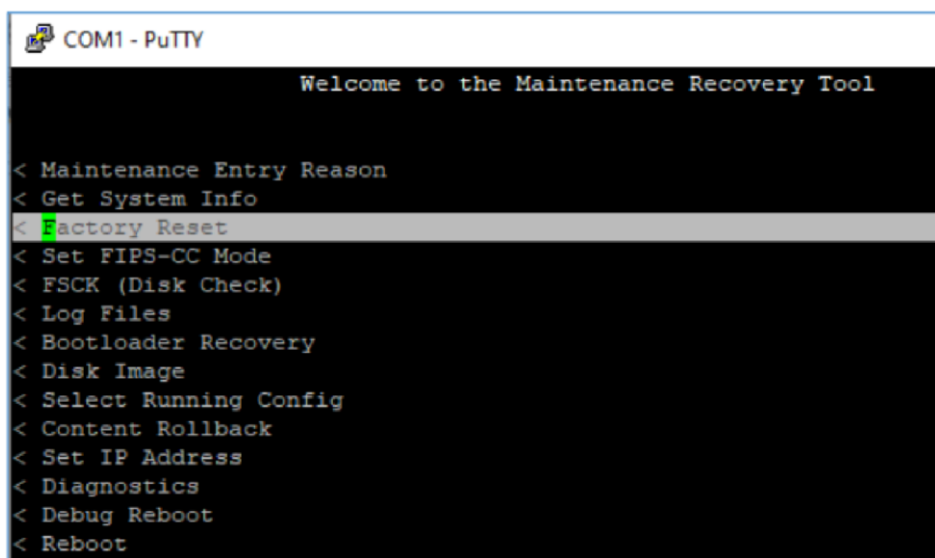 COM1 - PuTTY
Welcome to the Maintenance Recovery Tool
< Maintenance Entry Reason
< Get System Info
< Factory Reset
< Set FIPS-CC Mode
< FSCK (Disk Check)
< Log Files
< Bootloader Recovery
< Disk Image
< Select Running Config
< Content Rollback
< Set IP Address
< Diagnostics
< Debug Reboot
< Reboot